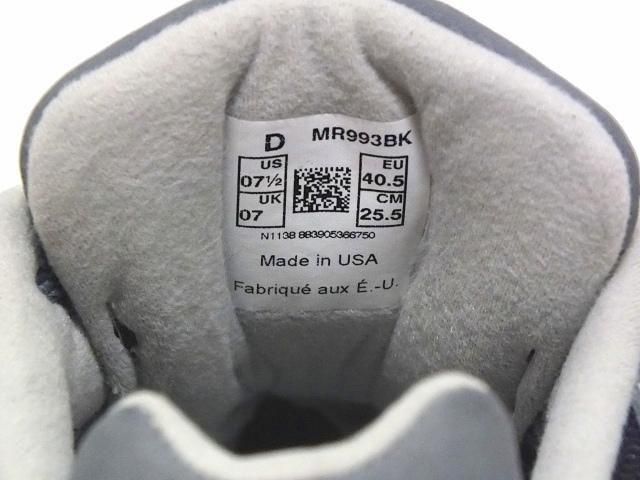 D MR993BK
US EU
07½ 40.5
UK CM
07 25.5
N1138 883905366750
Made in USA
Fabriqué aux É.-U.